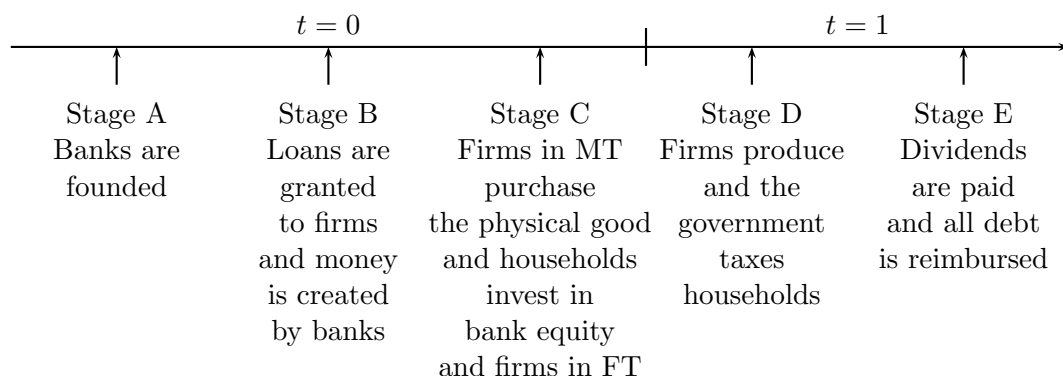 t = 0
t = 1
Stage A
Banks are
founded
Stage B
Loans are
granted
to firms
and money
is created
by banks
Stage C
Firms in MT
purchase
the physical good
and households
invest in
bank equity
and firms in FT
Stage D
Firms produce
and the
government
taxes
households
Stage E
Dividends
are paid
and all debt
is reimbursed